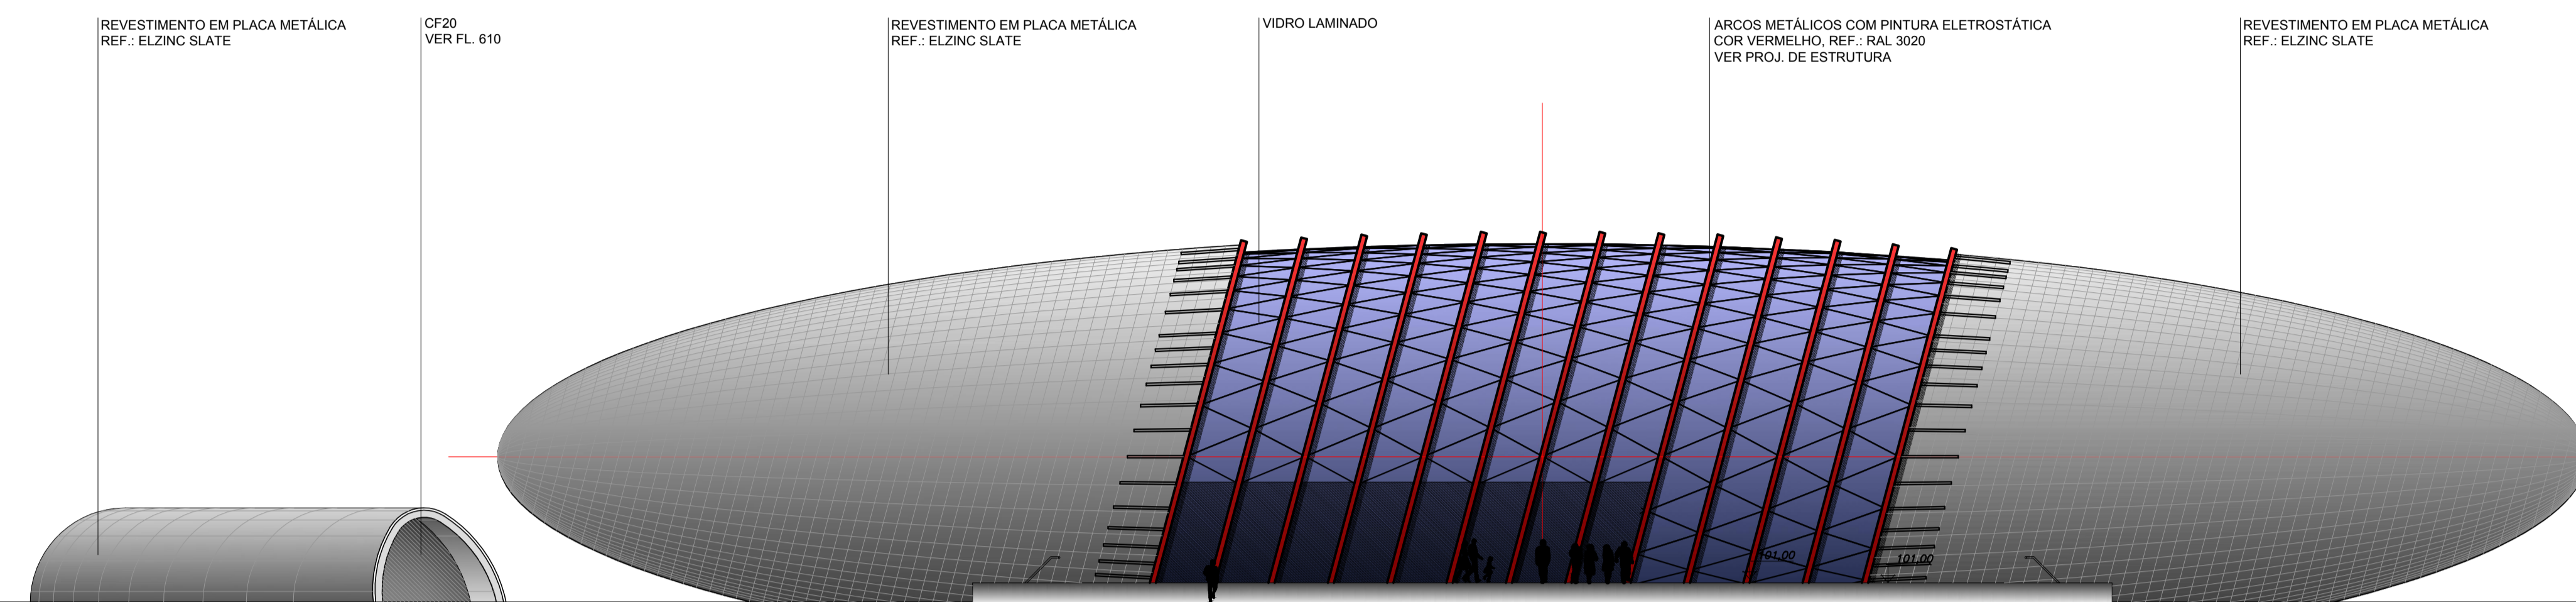 REVESTIMENTO EM PLACA METÁLICA
REF.: ELZINC SLATE
CF20
VER FL. 610
REVESTIMENTO EM PLACA METÁLICA
REF.: ELZINC SLATE
VIDRO LAMINADO
ARCOS METÁLICOS COM PINTURA ELETROSTÁTICA
COR VERMELHO, REF.: RAL 3020
VER PROJ. DE ESTRUTURA
REVESTIMENTO EM PLACA METÁLICA
REF.: ELZINC SLATE
101.00
101.00